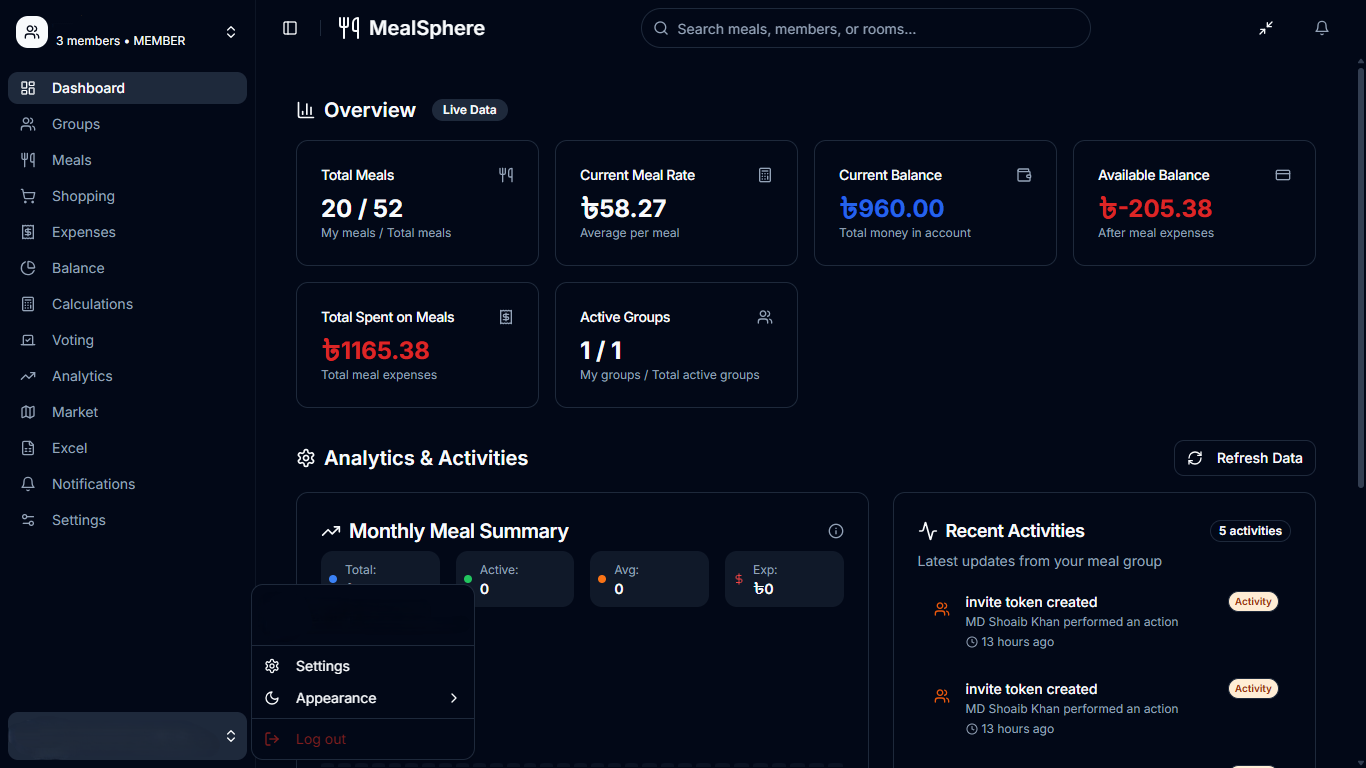 3 members • MEMBER
Dashboard
Groups
Meals
Shopping
Expenses
Balance
Calculations
Voting
Analytics
Market
Excel
Notifications
Settings
MealSphere
Search meals, members, or rooms...
Overview
Live Data
Total Meals
20 / 52
My meals / Total meals
Current Meal Rate
৳58.27
Average per meal
Current Balance
৳960.00
Total money in account
Available Balance
৳-205.38
After meal expenses
Total Spent on Meals
৳1165.38
Total meal expenses
Active Groups
1 / 1
My groups / Total active groups
Analytics & Activities
Refresh Data
Monthly Meal Summary
Total:
Active:
0
Avg:
0
Exp:
৳0
Settings
Appearance
Log out
Recent Activities
5 activities
Latest updates from your meal group
invite token created
Activity
MD Shoaib Khan performed an action
13 hours ago
invite token created
Activity
MD Shoaib Khan performed an action
13 hours ago